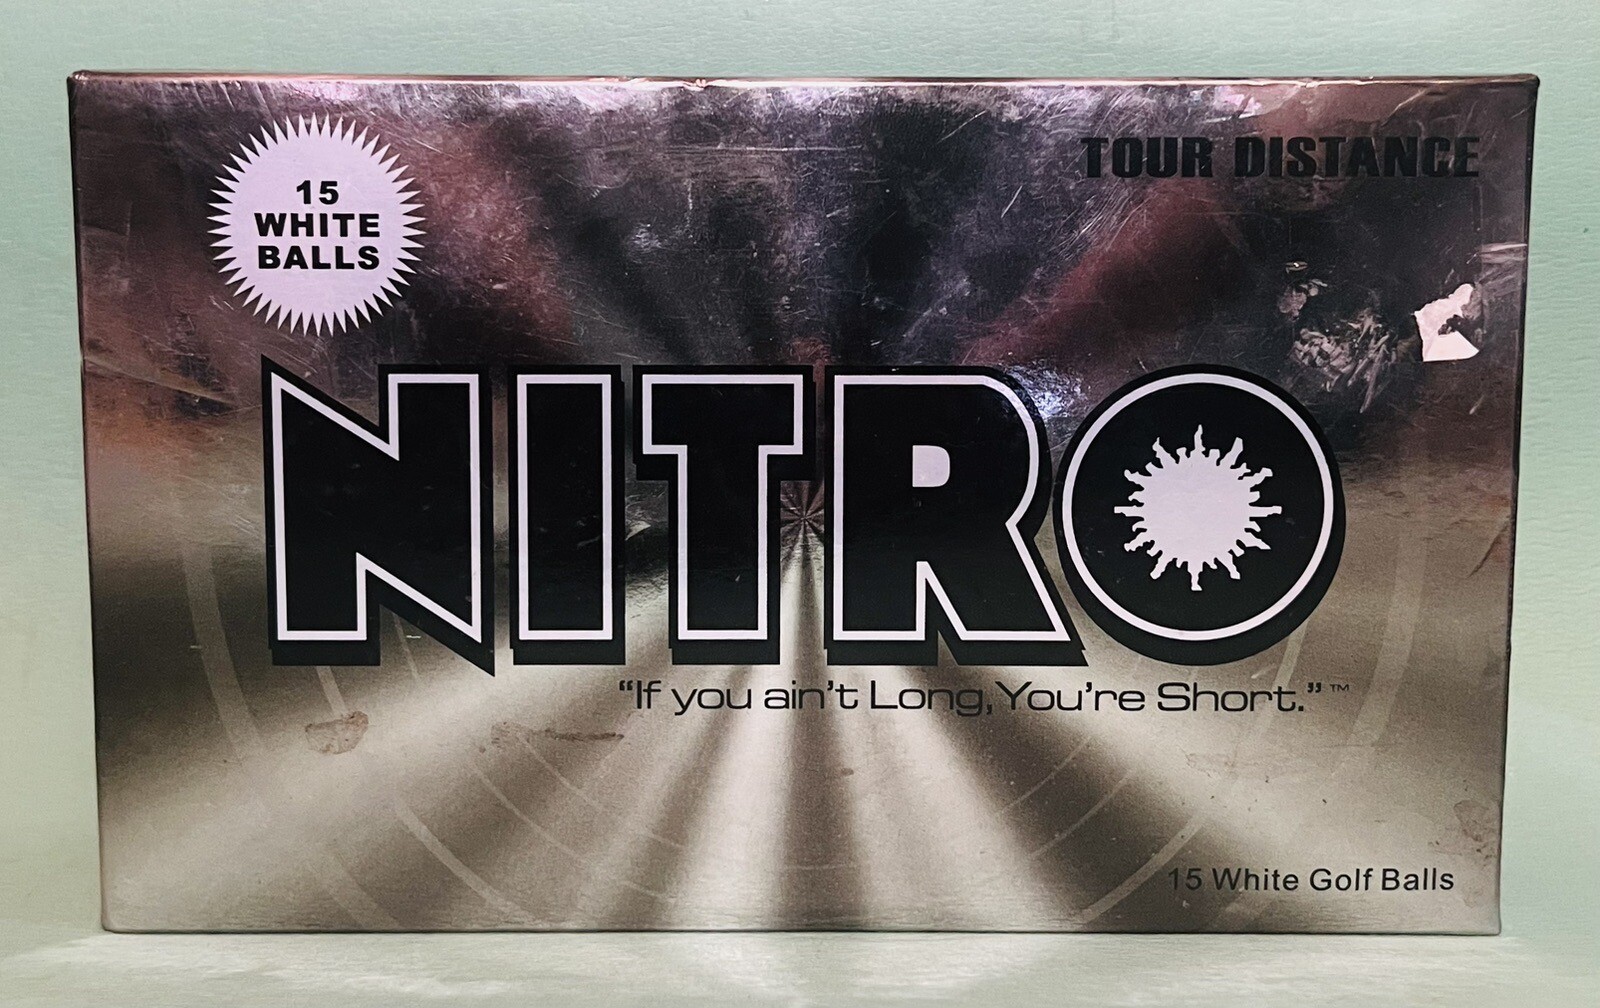 15
WHITE
BALLS
TOUR DISTANCE
NITRO
“If you ain’t Long, You’re Short.”™
15 White Golf Balls